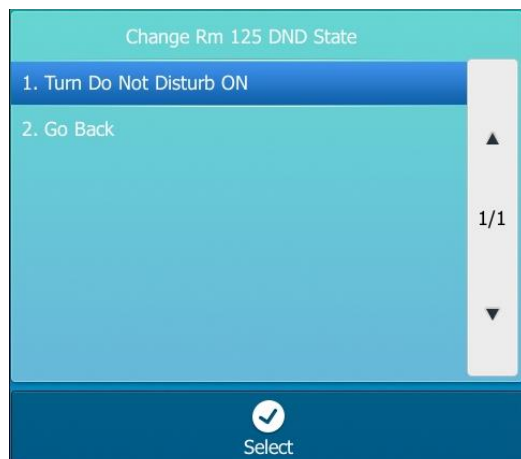 Change Rm 125 DND State
1. Turn Do Not Disturb ON
2. Go Back
1/1
Select